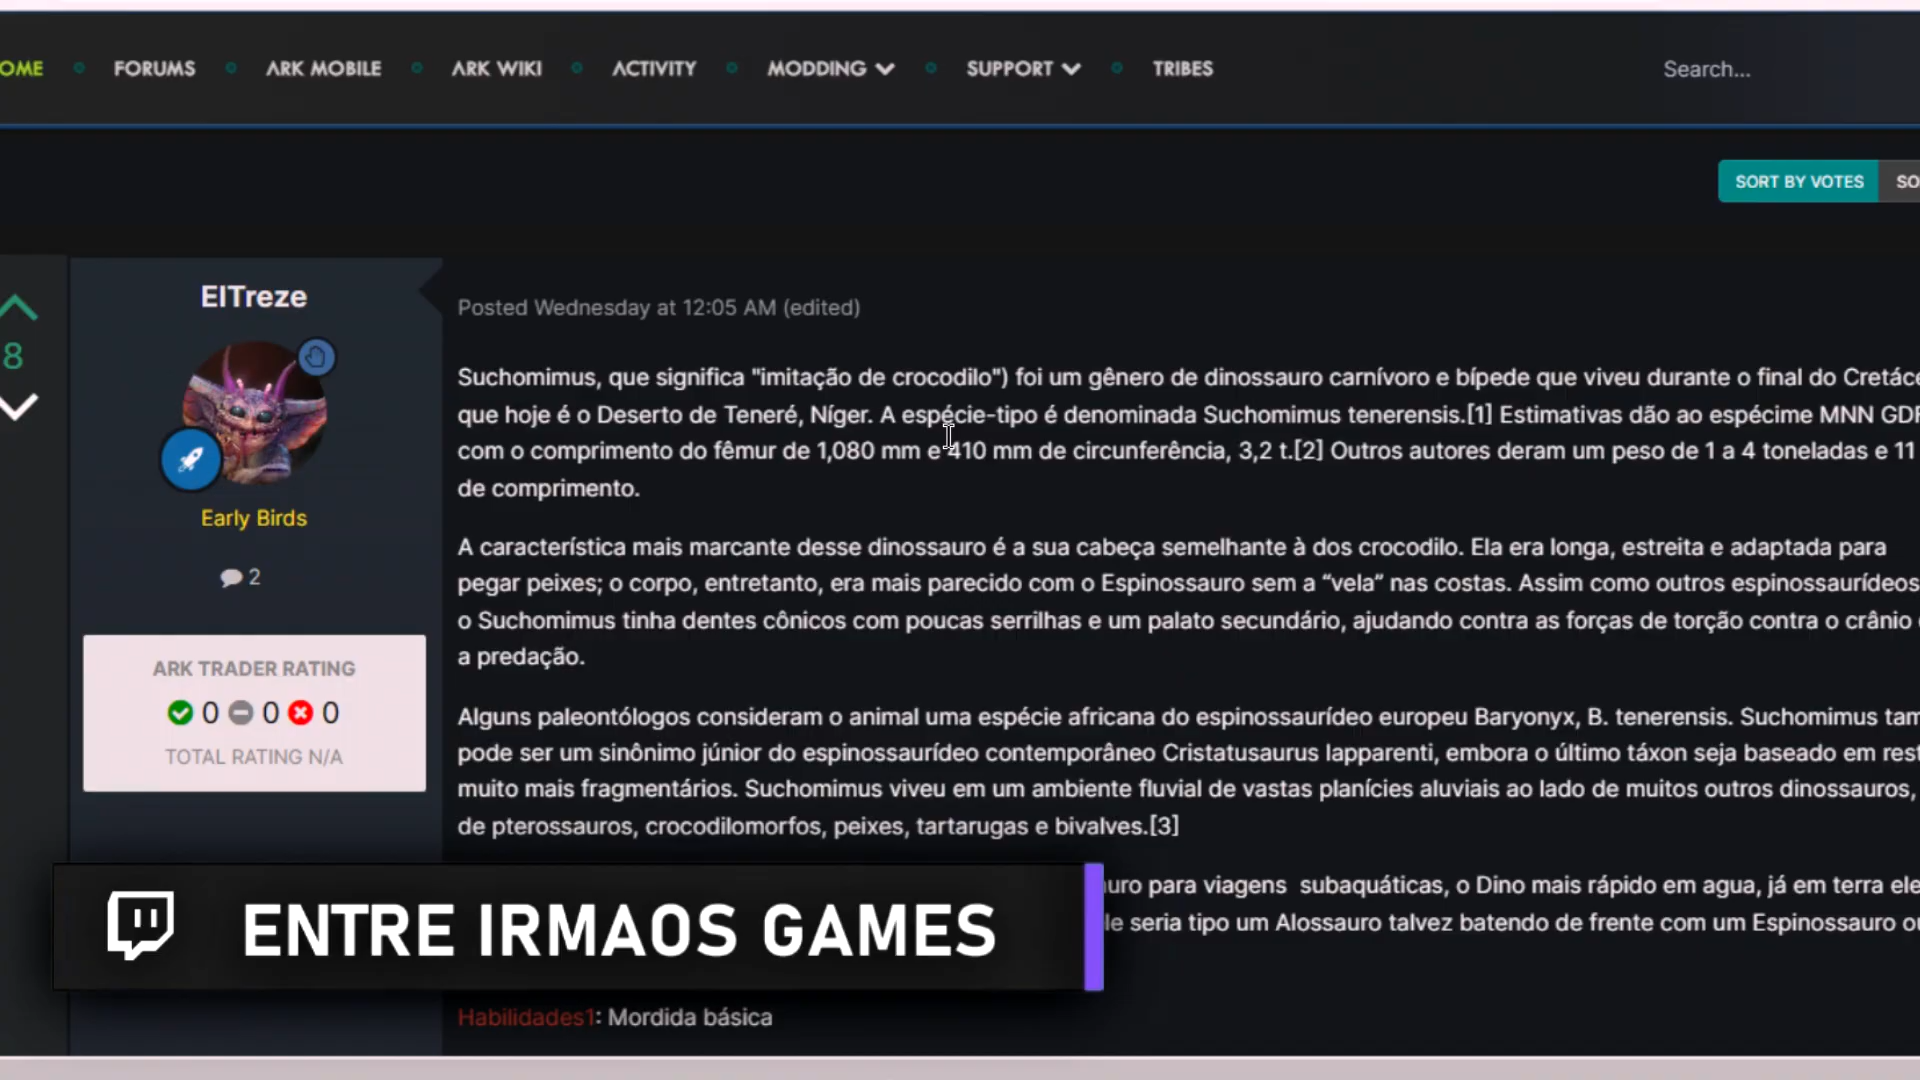 OME FORUMS ARK MOBILE ARK WIKI ACTIVITY MODDING SUPPORT TRIBES Search...
SORT BY VOTES SO
8
ElTreze
Early Birds
2
ARK TRADER RATING
0 0 0
TOTAL RATING N/A
Posted Wednesday at 12:05 AM (edited)
Suchomimus, que significa "imitação de crocodilo") foi um gênero de dinossauro carnívoro e bípede que viveu durante o final do Cretáce
que hoje é o Deserto de Teneré, Níger. A espécie-tipo é denominada Suchomimus tenerensis.[1] Estimativas dão ao espécime MNN GDF
com o comprimento do fêmur de 1,080 mm e 410 mm de circunferência, 3,2 t.[2] Outros autores deram um peso de 1 a 4 toneladas e 11
de comprimento.
A característica mais marcante desse dinossauro é a sua cabeça semelhante à dos crocodilo. Ela era longa, estreita e adaptada para
pegar peixes; o corpo, entretanto, era mais parecido com o Espinossauro sem a “vela” nas costas. Assim como outros espinossaurídeos
o Suchomimus tinha dentes cônicos com poucas serrilhas e um palato secundário, ajudando contra as forças de torção contra o crânio
a predação.
Alguns paleontólogos consideram o animal uma espécie africana do espinossaurídeo europeu Baryonyx, B. tenerensis. Suchomimus tam
pode ser um sinônimo júnior do espinossaurídeo contemporâneo Cristatusaurus lapparenti, embora o último táxon seja baseado em rest
muito mais fragmentários. Suchomimus viveu em um ambiente fluvial de vastas planícies aluviais ao lado de muitos outros dinossauros,
de pterossauros, crocodilomorfos, peixes, tartarugas e bivalves.[3]
uro para viagens subaquáticas, o Dino mais rápido em agua, já em terra ele
le seria tipo um Alossauro talvez batendo de frente com um Espinossauro ou
ENTRE IRMAOS GAMES
Habilidades1: Mordida básica